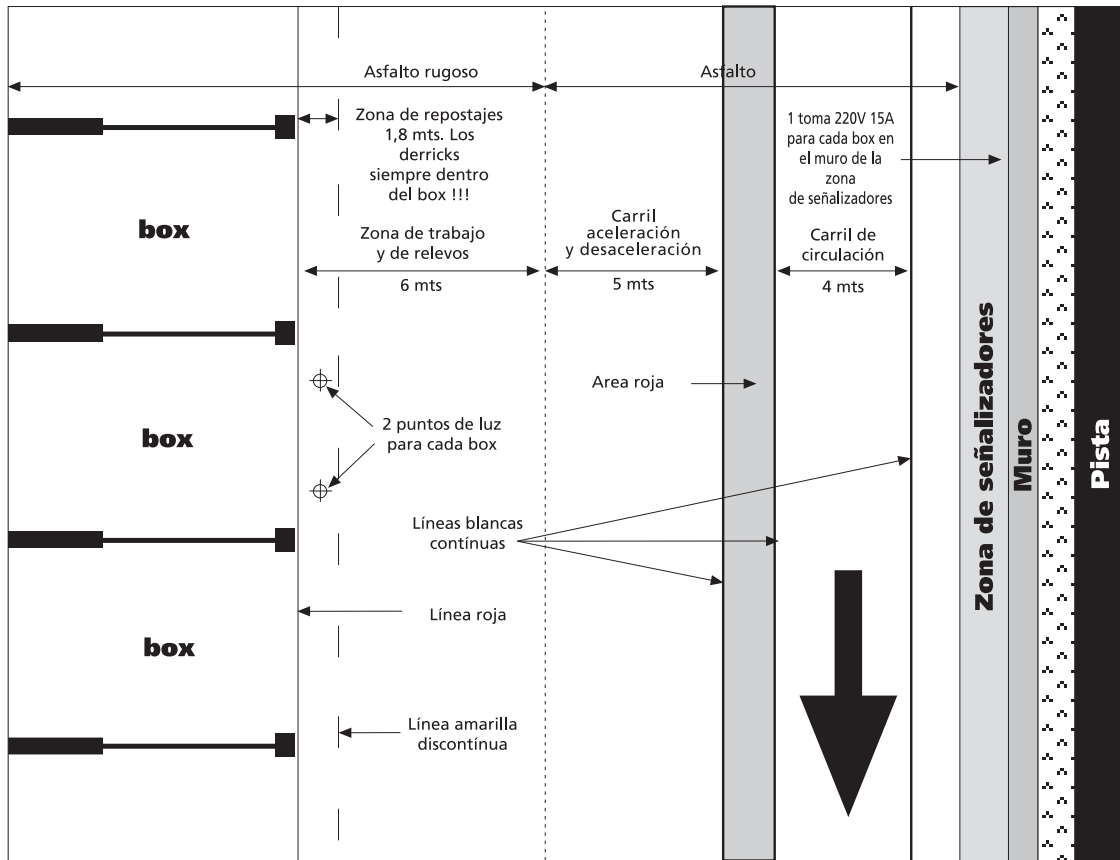 Asfalto rugoso
Asfalto
Zona de repostajes
1,8 mts. Los
derricks
siempre dentro
del box !!!
1 toma 220V 15A
para cada box en
el muro de la
zona
de señalizadores
box
Zona de trabajo
y de relevos
6 mts
Carril
aceleración
y desaceleración
5 mts
Carril de
circulación
4 mts
Area roja
2 puntos de luz
para cada box
box
Líneas blancas
contínuas
Línea roja
box
Línea amarilla
discontínua
Zona de señalizadores
Muro
Pista